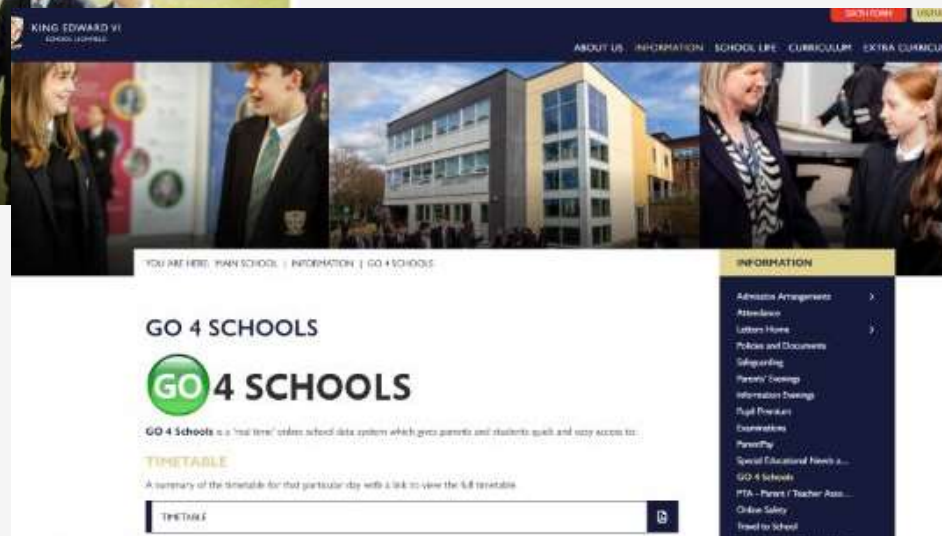 KING EDWARD VI
SCHOOL LICHFIELD
SIXTH FORM
ABOUT US INFORMATION SCHOOL LIFE CURRICULUM
YOU ARE HERE: MAIN SCHOOL | INFORMATION | GO 4 SCHOOLS
GO 4 SCHOOLS
GO 4 SCHOOLS
GO 4 Schools is a 'real time' online school data system which gives parents and students quick and easy access to:
TIMETABLE
A summary of the timetable for that particular day with a link to view the full timetable
TIMETABLE
INFORMATION
Admission Arrangements
Attendance
Letters Home
Policies and Documents
Safeguarding
Parents' Evenings
Information Evenings
Pupil Premium
Examinations
ParentPay
Special Educational Needs a...
GO 4 Schools
PTA - Parent / Teacher Asso...
Online Safety
Travel to School